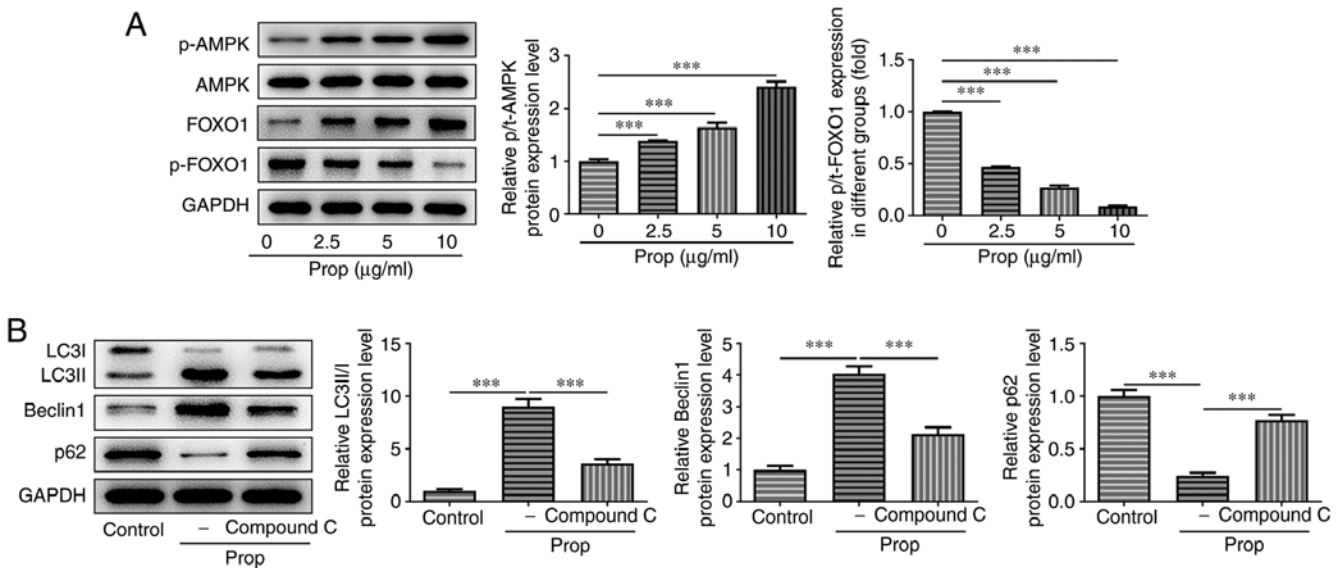 A
p-AMPK
AMPK
FOXO1
p-FOXO1
GAPDH
0 2.5 5 10
Prop (μg/ml)
Relative p/t-AMPK
protein expression level
3
2
1
0
***
***
***
0 2.5 5 10
Prop (μg/ml)
Relative p/t-FOXO1 expression
in different groups (fold)
1.5
1.0
0.5
0.0
***
***
***
0 2.5 5 10
Prop (μg/ml)
B
LC3I
LC3II
Beclin1
p62
GAPDH
Control – Compound C
Prop
Relative LC3II/I
protein expression level
15
10
5
0
*** ***
Control – Compound C
Prop
Relative Beclin1
protein expression level
5
4
3
2
1
0
*** ***
Control – Compound C
Prop
Relative p62
protein expression level
1.5
1.0
0.5
0.0
***
***
Control – Compound C
Prop